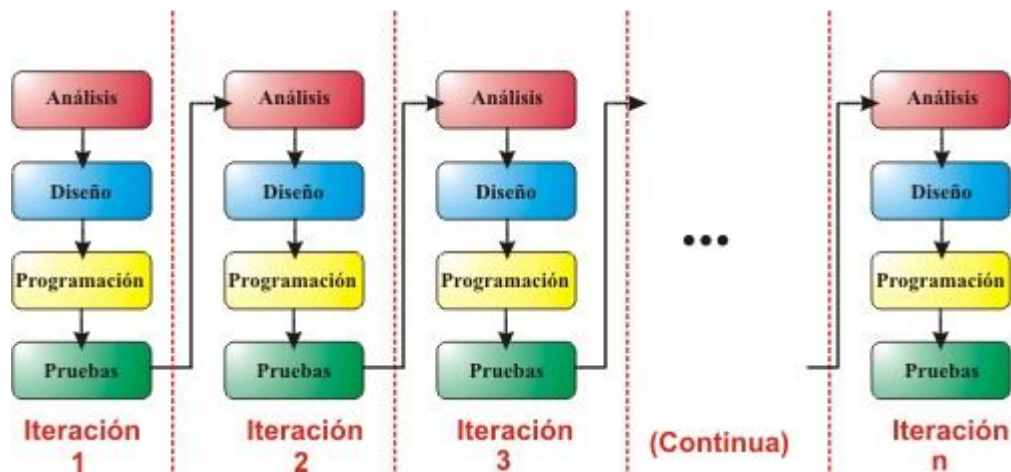 Análisis
Diseño
Programación
Pruebas
Iteración
1
Análisis
Diseño
Programación
Pruebas
Iteración
2
Análisis
Diseño
Programación
Pruebas
Iteración
3
...
(Continua)
Análisis
Diseño
Programación
Pruebas
Iteración
n